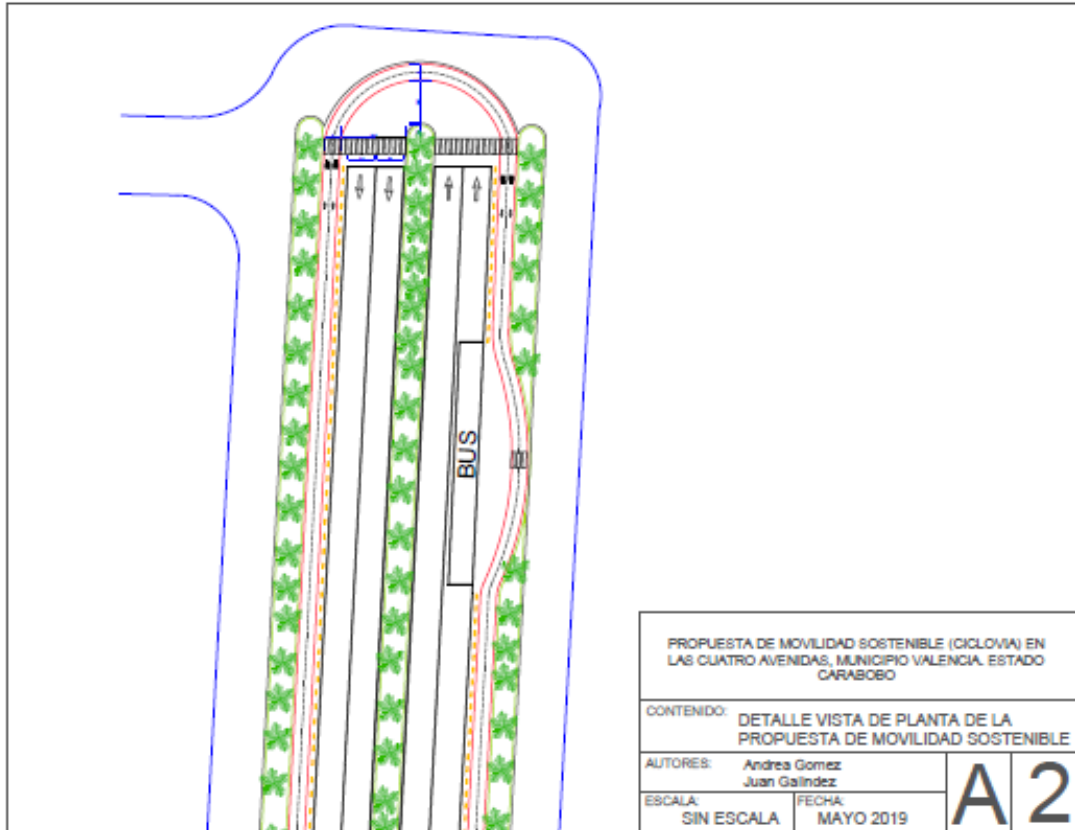 BUS
PROPUESTA DE MOVILIDAD SOSTENIBLE (CICLOVIA) EN
LAS CUATRO AVENIDAS, MUNICIPIO VALENCIA. ESTADO
CARABOBO
CONTENIDO: DETALLE VISTA DE PLANTA DE LA
PROPUESTA DE MOVILIDAD SOSTENIBLE
AUTORES: Andrea Gomez
Juan Galindez
ESCALA: SIN ESCALA
FECHA: MAYO 2019
A 2